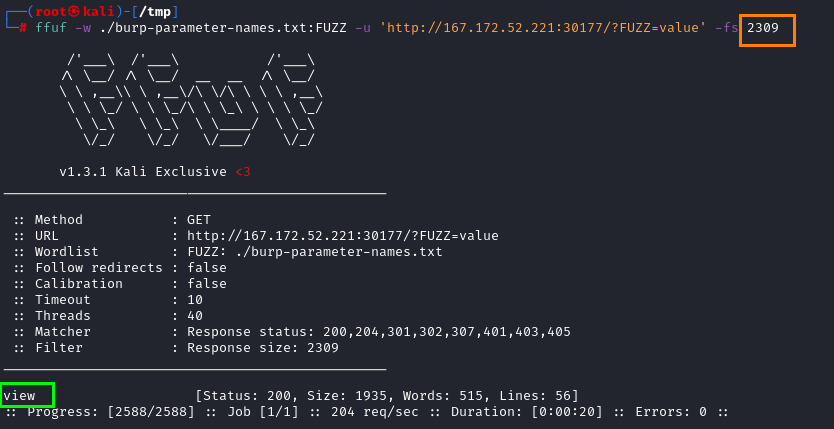 ┌──(root㉿kali)-[/tmp]
└─# ffuf -w ./burp-parameter-names.txt:FUZZ -u 'http://167.172.52.221:30177/?FUZZ=value' -fs 2309

        /'___\  /'___\           /'___\
       /\ \__/ /\ \__/  __  __  /\ \__/
       \ \ ,__\\ \ ,__\/\ \/\ \ \ \ ,__\
        \ \ \_/ \ \ \_/\ \ \_\ \ \ \ \_/
         \ \_\   \ \_\  \ \____/  \ \_\
          \/_/    \/_/   \/___/    \/_/

       v1.3.1 Kali Exclusive <3
________________________________________________

 :: Method           : GET
 :: URL              : http://167.172.52.221:30177/?FUZZ=value
 :: Wordlist         : FUZZ: ./burp-parameter-names.txt
 :: Follow redirects : false
 :: Calibration      : false
 :: Timeout          : 10
 :: Threads          : 40
 :: Matcher          : Response status: 200,204,301,302,307,401,403,405
 :: Filter           : Response size: 2309
________________________________________________

view                    [Status: 200, Size: 1935, Words: 515, Lines: 56]
:: Progress: [2588/2588] :: Job [1/1] :: 204 req/sec :: Duration: [0:00:20] :: Errors: 0 ::